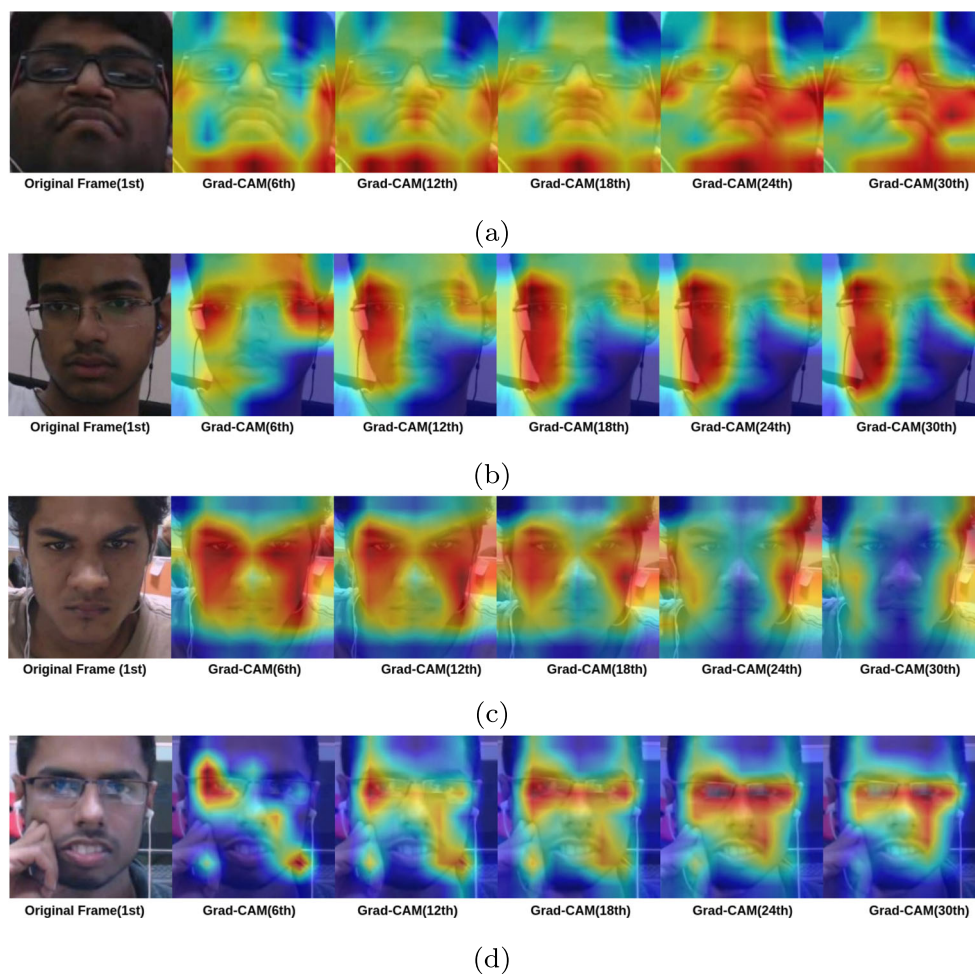 Original Frame(1st) Grad-CAM(6th) Grad-CAM(12th) Grad-CAM(18th) Grad-CAM(24th) Grad-CAM(30th)
(a)
Original Frame(1st) Grad-CAM(6th) Grad-CAM(12th) Grad-CAM(18th) Grad-CAM(24th) Grad-CAM(30th)
(b)
Original Frame (1st) Grad-CAM(6th) Grad-CAM(12th) Grad-CAM(18th) Grad-CAM(24th) Grad-CAM(30th)
(c)
Original Frame(1st) Grad-CAM(6th) Grad-CAM(12th) Grad-CAM(18th) Grad-CAM(24th) Grad-CAM(30th)
(d)